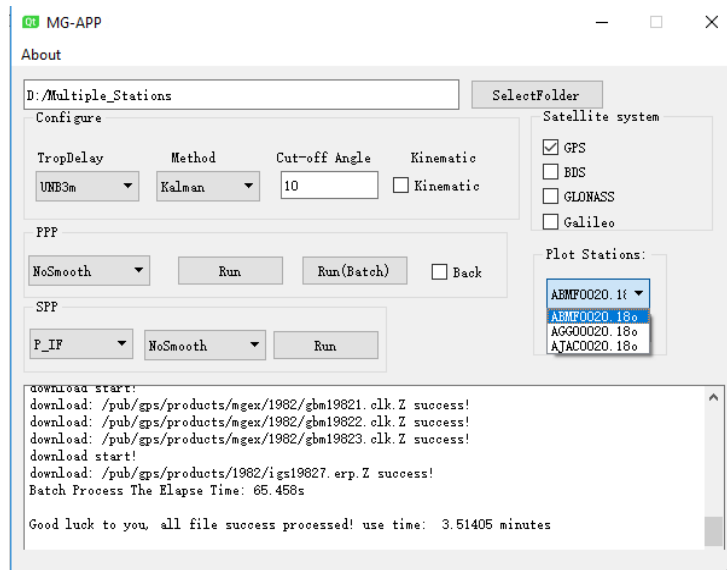 MG-APP
About
D:/Multiple_Stations
SelectFolder
Configure
Satellite system
TropDelay Method Cut-off Angle Kinematic
UNB3m Kalman 10 Kinematic
GPS
BDS
GLONASS
Galileo
PPP
NoSmooth Run Run(Batch) Back
Plot Stations:
ABMF0020.18
ABMF0020.18o
AGG00020.18o
AJAC0020.18o
SPP
P_IF NoSmooth Run
download start!
download: /pub/gps/products/mgex/1982/gbm19821.clk.Z success!
download: /pub/gps/products/mgex/1982/gbm19822.clk.Z success!
download: /pub/gps/products/mgex/1982/gbm19823.clk.Z success!
download start!
download: /pub/gps/products/1982/igs19827.erp.Z success!
Batch Process The Elapse Time: 65.458s
Good luck to you, all file success processed! use time: 3.51405 minutes